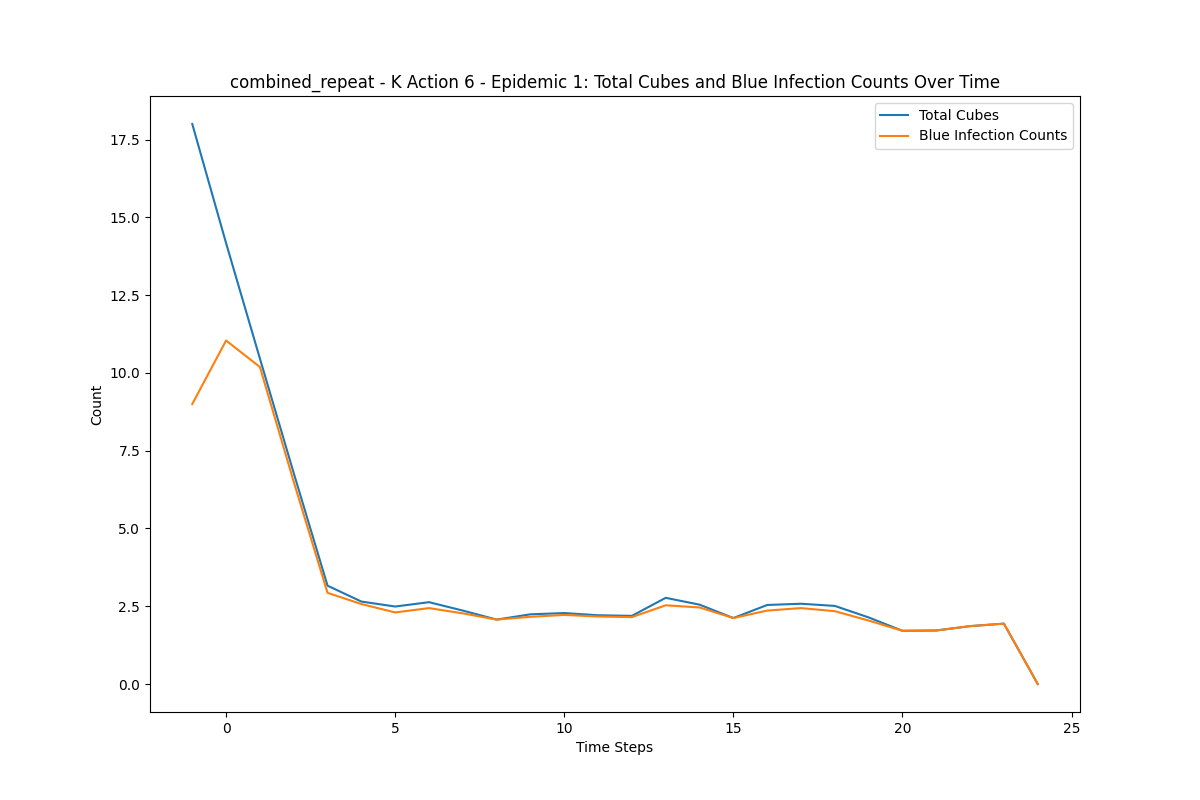 combined_repeat - K Action 6 - Epidemic 1: Total Cubes and Blue Infection Counts Over Time
Total Cubes
Blue Infection Counts
17.5
15.0
12.5
10.0
7.5
5.0
2.5
0.0
Count
0 5 10 15 20 25
Time Steps